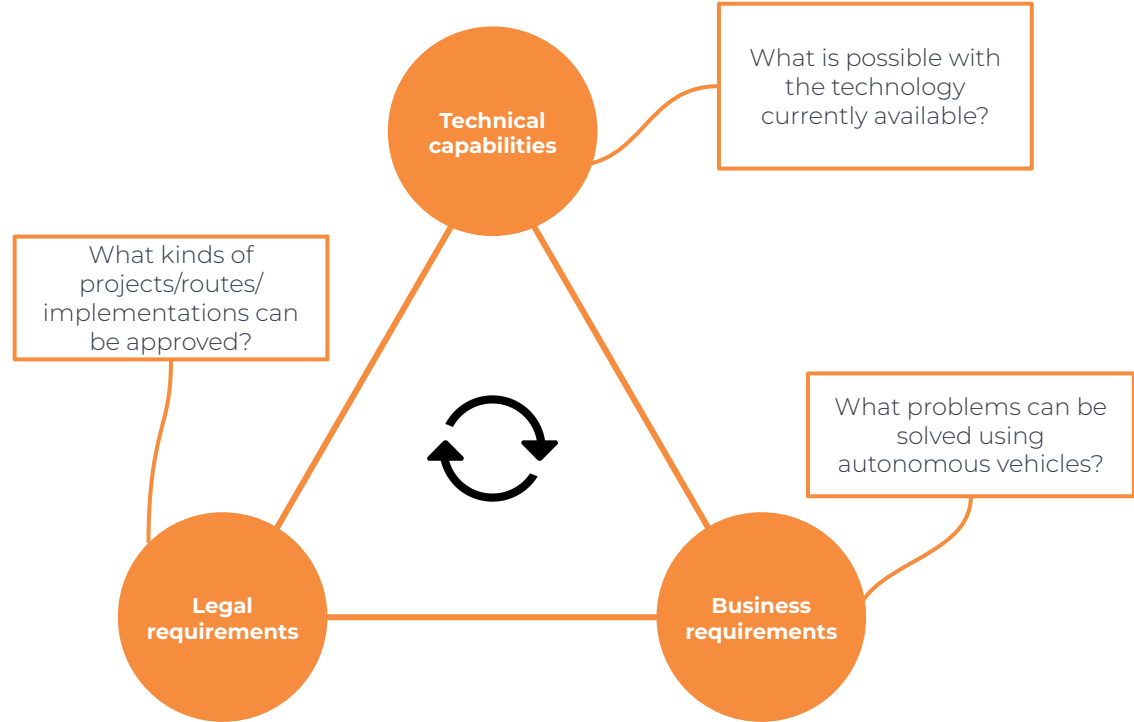 What is possible with
the technology
currently available?
Technical
capabilities
What kinds of
projects/routes/
implementations can
be approved?
What problems can be
solved using
autonomous vehicles?
Legal
requirements
Business
requirements